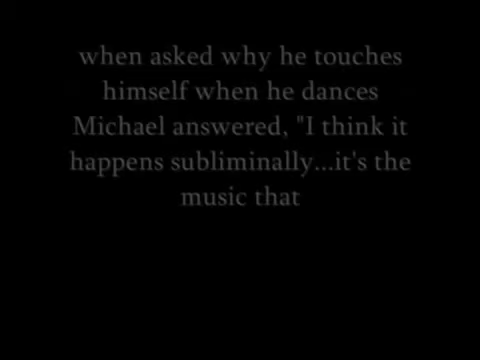 when asked why he touches
himself when he dances
Michael answered, "I think it
happens subliminally...it's the
music that